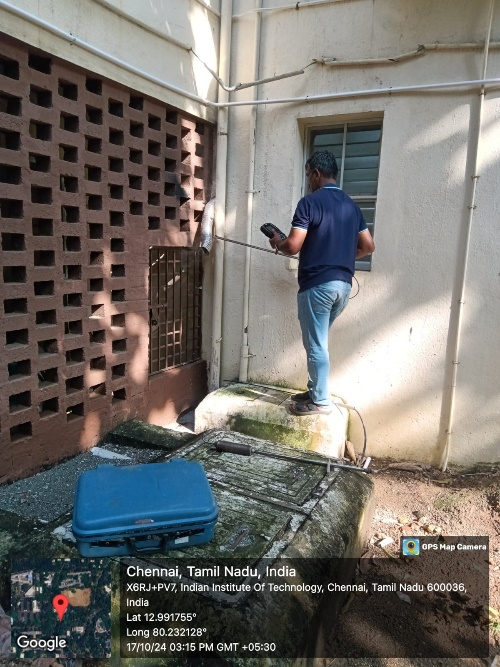 GPS Map Camera
Chennai, Tamil Nadu, India
X6RJ+PV7, Indian Institute Of Technology, Chennai, Tamil Nadu 600036,
India
Lat 12.991755°
Long 80.232128°
17/10/24 03:15 PM GMT +05:30
Google